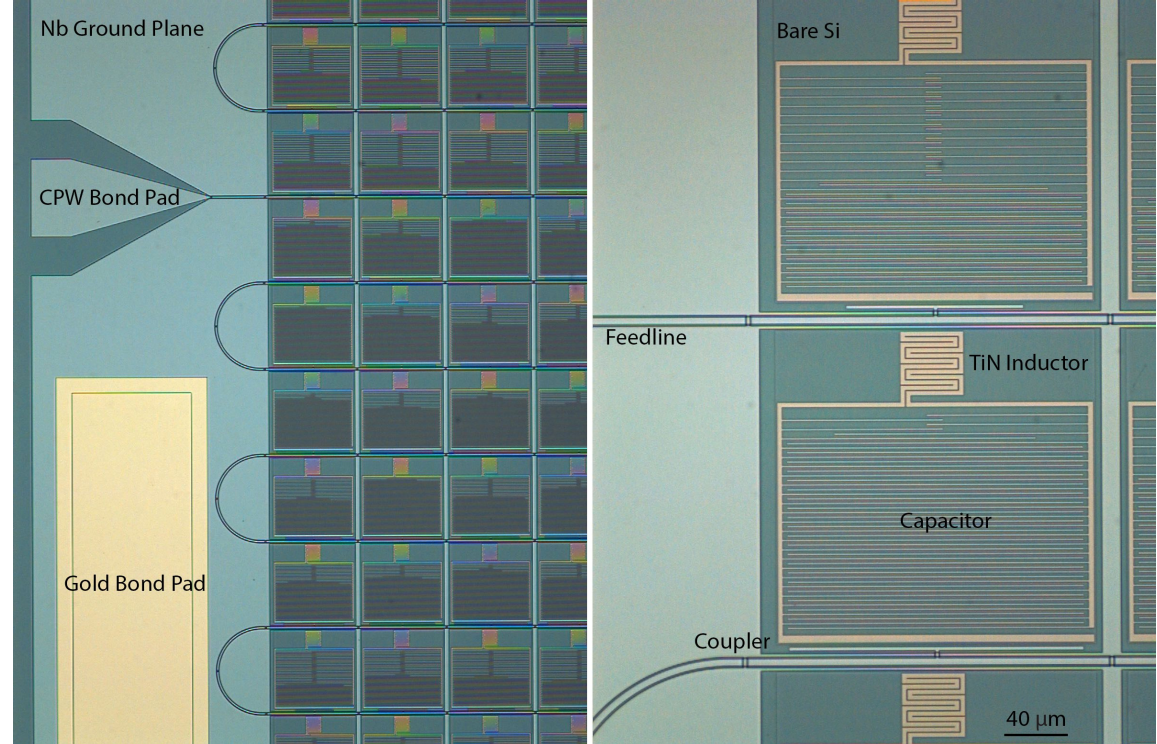 Nb Ground Plane
CPW Bond Pad
Gold Bond Pad
Bare Si
Feedline
TiN Inductor
Capacitor
Coupler
40 µm